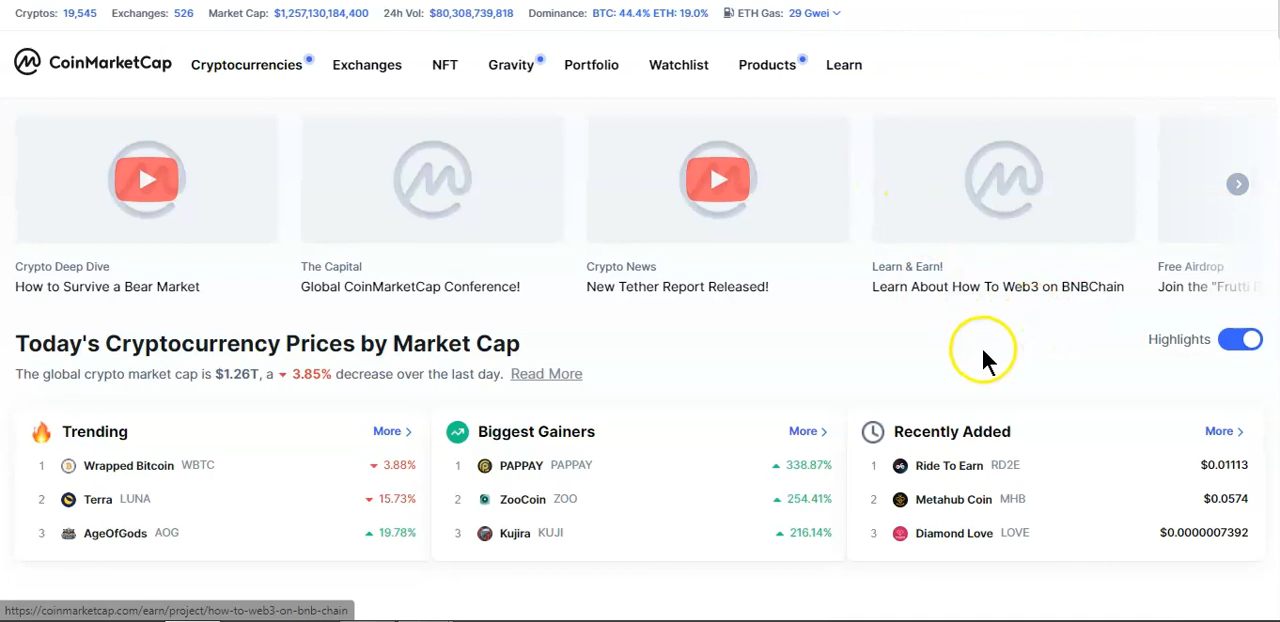 Cryptos: 19,545 Exchanges: 526 Market Cap: $1,257,130,184,400 24h Vol: $80,308,739,818 Dominance: BTC: 44.4% ETH: 19.0% ETH Gas: 29 Gwei
CoinMarketCap Cryptocurrencies Exchanges NFT Gravity Portfolio Watchlist Products Learn
Crypto Deep Dive
How to Survive a Bear Market
The Capital
Global CoinMarketCap Conference!
Crypto News
New Tether Report Released!
Learn & Earn!
Learn About How To Web3 on BNBChain
Free Airdrop
Join the "Frutti
Today's Cryptocurrency Prices by Market Cap
Highlights
The global crypto market cap is $1.26T, a 3.85% decrease over the last day. Read More
Trending More >
1 Wrapped Bitcoin WBTC 3.88%
2 Terra LUNA 15.73%
3 AgeOfGods AOG 19.78%
Biggest Gainers More >
1 PAPPAY PAPPAY 338.87%
2 ZooCoin ZOO 254.41%
3 Kujira KUJI 216.14%
Recently Added More >
1 Ride To Earn RD2E $0.01113
2 Metahub Coin MHB $0.0574
3 Diamond Love LOVE $0.0000007392
https://coinmarketcap.com/earn/project/how-to-web3-on-bnb-chain